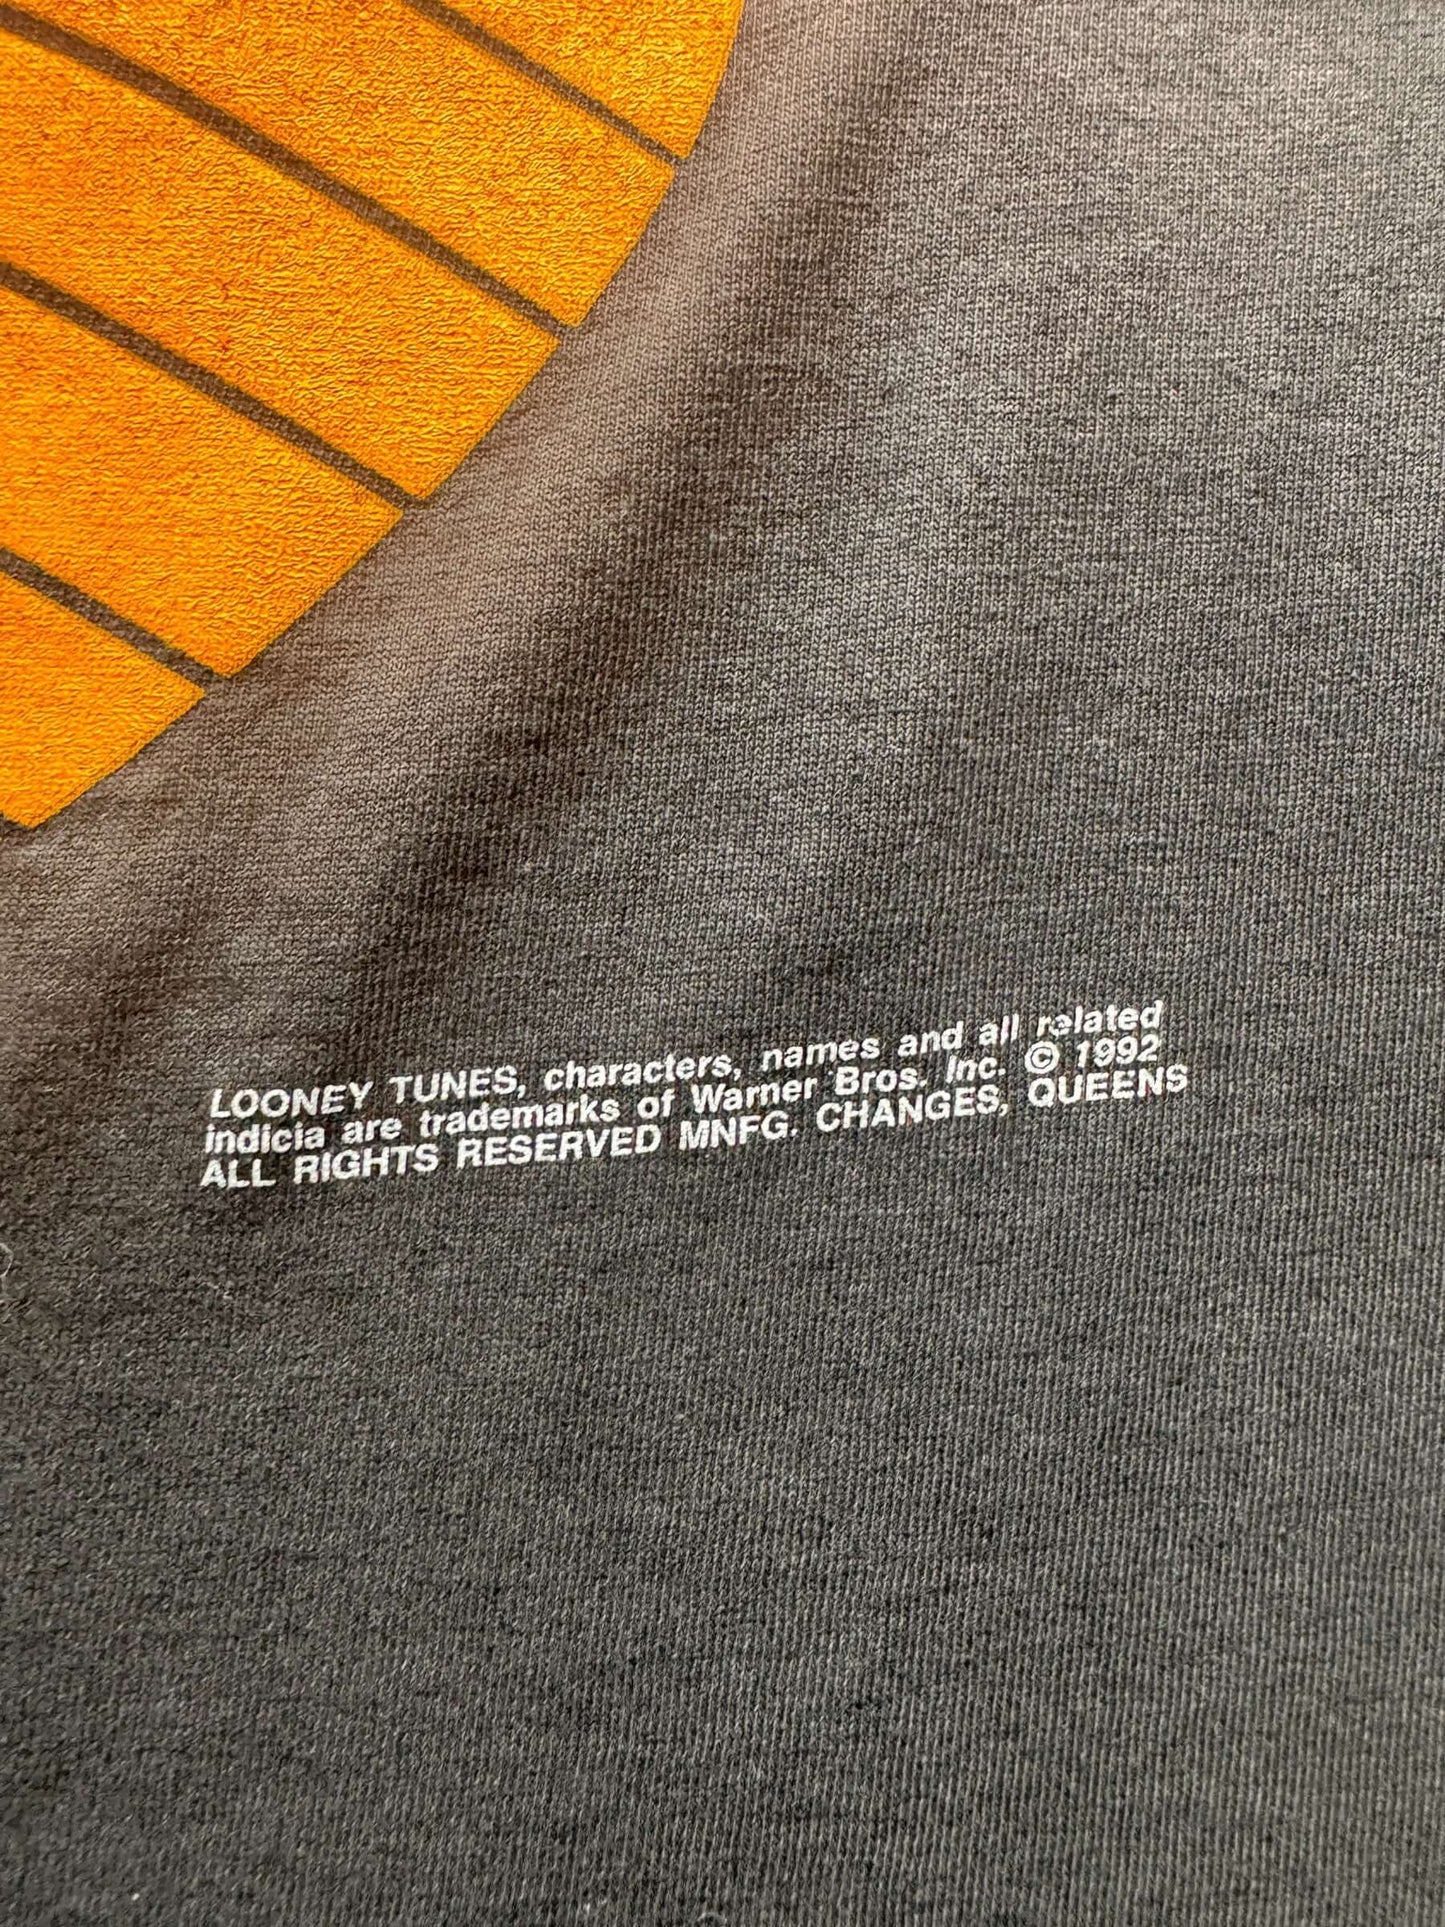 LOONEY TUNES, characters, names and all related
indicia are trademarks of Warner Bros. Inc. © 1992
ALL RIGHTS RESERVED MNFG. CHANGES, QUEENS